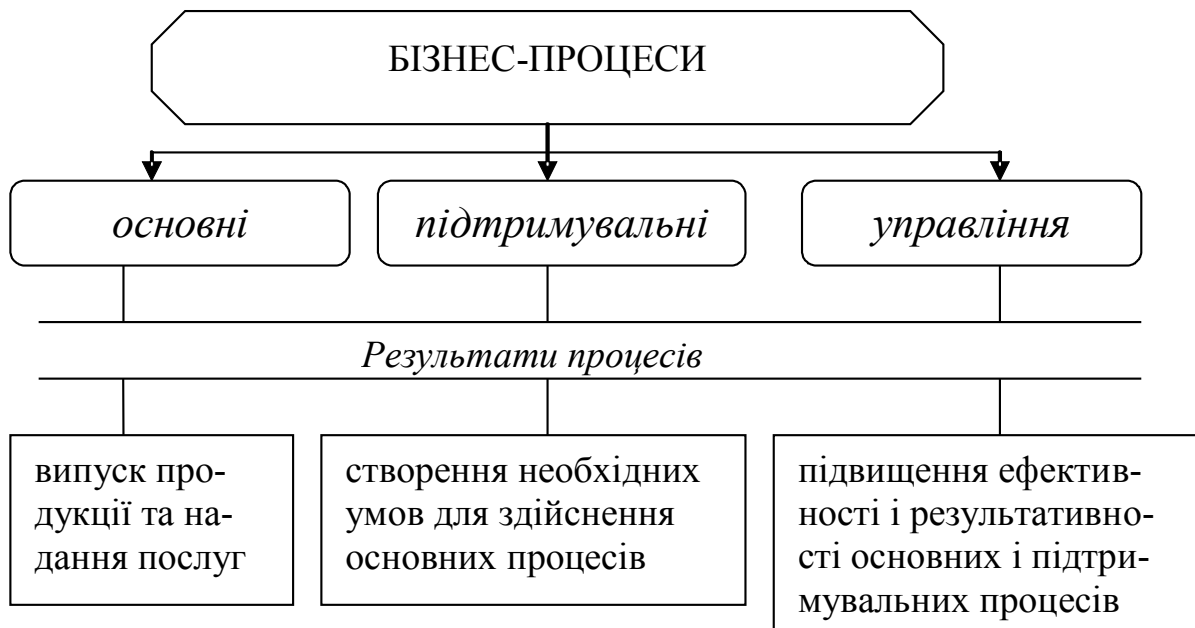 БІЗНЕС-ПРОЦЕСИ
основні
підтримувальні
управління
Результати процесів
випуск про-
дукції та на-
дання послуг
створення необхідних
умов для здійснення
основних процесів
підвищення ефектив-
ності і результативно-
сті основних і підтри-
мувальних процесів